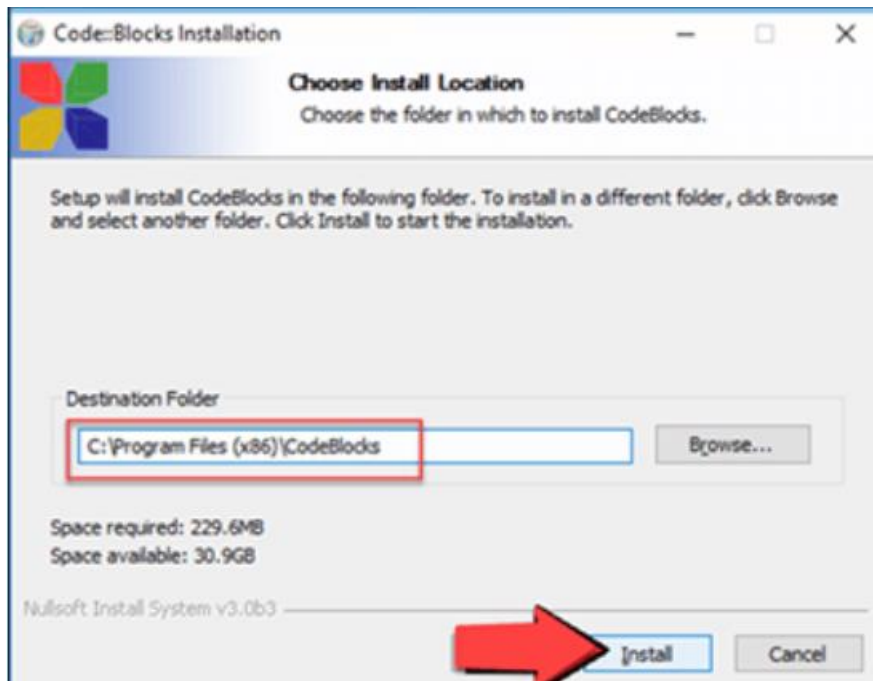 Code::Blocks Installation
Choose Install Location
Choose the folder in which to install CodeBlocks.
Setup will install CodeBlocks in the following folder. To install in a different folder, click Browse
and select another folder. Click Install to start the installation.
Destination Folder
C:\Program Files (x86)\CodeBlocks
Browse...
Space required: 229.6MB
Space available: 30.9GB
Nullsoft Install System v3.0b3
Install
Cancel